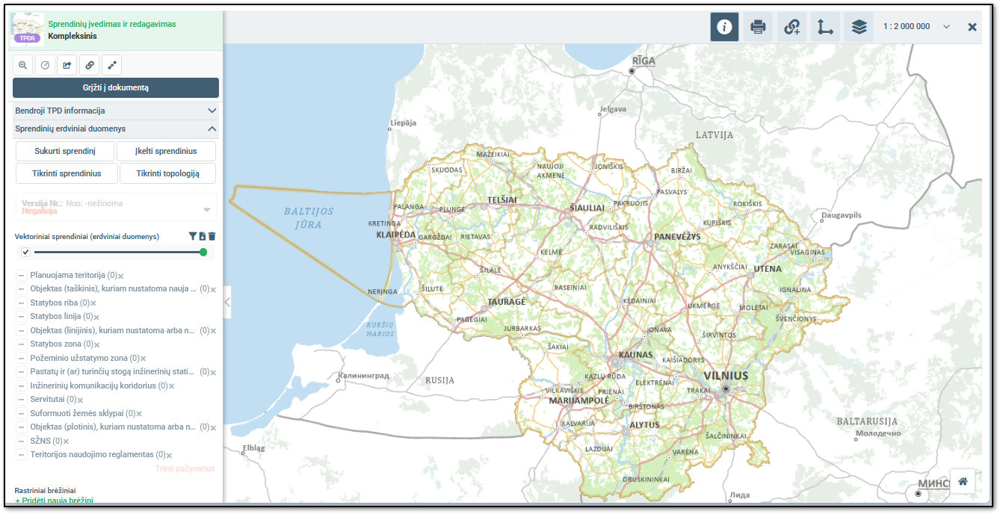 Sprendinių įvedimas ir redagavimas
Kompleksinis
TPDR
1 : 2 000 000
Grįžti į dokumentą
Bendroji TPD informacija
Sprendinių erdviniai duomenys
Sukurti sprendinį
Įkelti sprendinius
Tikrinti sprendinius
Tikrinti topologiją
Versija Nr.: Nuo: -nežinoma
Negalioja
Vektoriniai sprendiniai (erdviniai duomenys)
Planuojama teritorija (0)
Objektas (taškinis), kuriam nustatoma nauja ... (0)
Statybos riba (0)
Statybos linija (0)
Objektas (linijinis), kuriam nustatoma arba n... (0)
Statybos zona (0)
Požeminio užstatymo zona (0)
Pastatų ir (ar) turinčių stogą inžinerinių stati... (0)
Inžinerinių komunikacijų koridorius (0)
Servitutai (0)
Suformuoti žemės sklypai (0)
Objektas (plotinis), kuriam nustatoma arba n... (0)
SŽNS (0)
Teritorijos naudojimo reglamentas (0)
Trinti pažymėtus
Rastriniai brėžiniai
+ Pridėti naują brėžinį
RĪGA
Jelgava
Liepāja
LATVIJA
MAŽEIKIAI
SKUODAS
NAUJOJI
AKMENĖ
JONIŠKIS
BIRŽAI
PASVALYS
TELŠIAI
PALANGA
PLUNGĖ
ŠIAULIAI
PAKRUOJIS
ROKIŠKIS
BALTIJOS
JŪRA
KRETINGA
RADVILIŠKIS
KUPIŠKIS
Daugavpils
KLAIPĖDA
GARGŽDAI
RIETAVAS
PANEVĖŽYS
ZARASAI
VISAGINAS
KELMĖ
ŠILALĖ
ANYKŠČIAI
UTENA
NERINGA
ŠILUTĖ
RASEINIAI
IGNALINA
TAURAGĖ
KĖDAINIAI
UKMERGĖ
MOLĖTAI
PAGĖGIAI
ŠVENČIONYS
KURŠIŲ
MARIOS
JURBARKAS
JONAVA
ŠIRVINTOS
ŠAKIAI
KAUNAS
KAIŠIADORYS
Калининград
RUSIJA
KAZLŲ RŪDA
ELEKTRĖNAI
VILNIUS
VILKAVIŠKIS
PRIENAI
TRAKAI
MARIJAMPOLĖ
BIRŠTONAS
KALVARIJA
ALYTUS
BALTARUSIJA
Молодечно
ŠALČININKAI
Elbląg
LAZDIJAI
VARĖNA
DRUSKININKAI
Лида
МИНСК